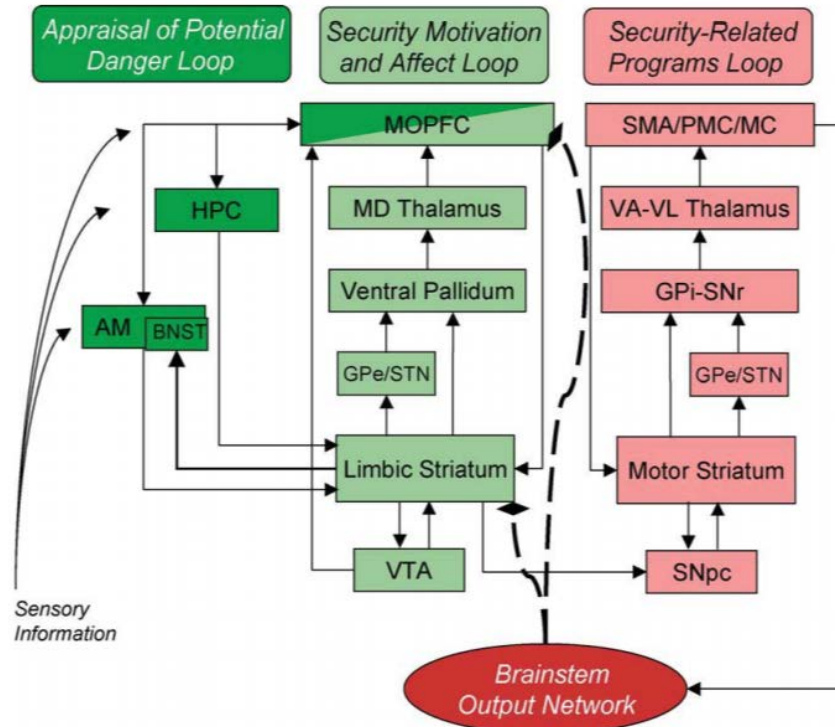 Appraisal of Potential
Danger Loop
Security Motivation
and Affect Loop
Security-Related
Programs Loop
MOPFC
SMA/PMC/MC
HPC
MD Thalamus
VA-VL Thalamus
Ventral Pallidum
GPi-SNr
AM
BNST
GPe/STN
GPe/STN
Limbic Striatum
Motor Striatum
VTA
SNpc
Sensory
Information
Brainstem
Output Network